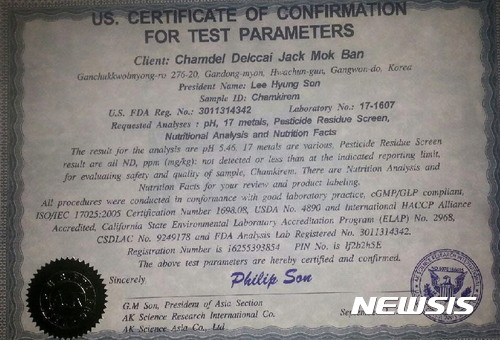 US. CERTIFICATE OF CONFIRMATION
FOR TEST PARAMETERS
Client: Chamdel Deiccai Jack Mok Ban
Ganchukkwolmyong-ro 276-20, Gandong-myon, Hwachun-gun, Gangwon-do, Korea
President Name: Lee Hyung Son
Sample ID: Chamkirem
U.S. FDA Reg. No.: 3011314342 Laboratory No.: 17-1607
Requested Analyses : pH, 17 metals, Pesticide Residue Screen,
Nutritional Analysis and Nutrition Facts
The result for the analysis are pH 5.46, 17 metals are various, Pesticide Residue Screen
result are all ND, ppm (mg/kg): not detected or less than at the indicated reporting limit,
for evaluating safety and quality of sample, Chamkirem. There are Nutrition Analysis and
Nutrition Facts for your review and product labeling.
All procedures were conducted in conformance with good laboratory practice, cGMP/GLP compliant,
ISO/IEC 17025:2005 Certification Number 1698.08, USDA No. 4890 and International HACCP Alliance
Accredited, California State Environmental Laboratory Accreditation Program (ELAP) No. 2968,
CSDLAC No. 9249178 and FDA Analysis Lab Registered No. 3011314342.
Registration Number is 16255393854 PIN No. is Ij2b2h5E
The above test parameters are hereby certified and confirmed.
Sincerely
Philip Son
G.M Son, President of Asia Section
AK Science Research International Co.
AK Science Asia Co., Ltd
NEWSIS